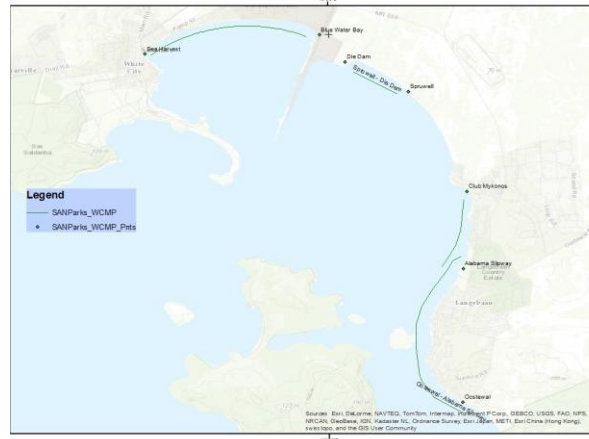 Blue Water Bay
Sea Harvest
White
Die Dam
Spruwall - Die Dam
Spruwall
Club Mykonos
Legend
SANParks_WCMP
SANParks_WCMP_Pnts
Alabama Slipway
Country
Estate
Langebaan
Oostewal
Sources: Esri, DeLorme, NAVTEQ, TomTom, Intermap, increment P Corp., GEBCO, USGS, FAO, NPS,
NRCAN, GeoBase, IGN, Kadaster NL, Ordnance Survey, Esri Japan, METI, Esri China (Hong Kong),
swisstopo, and the GIS User Community